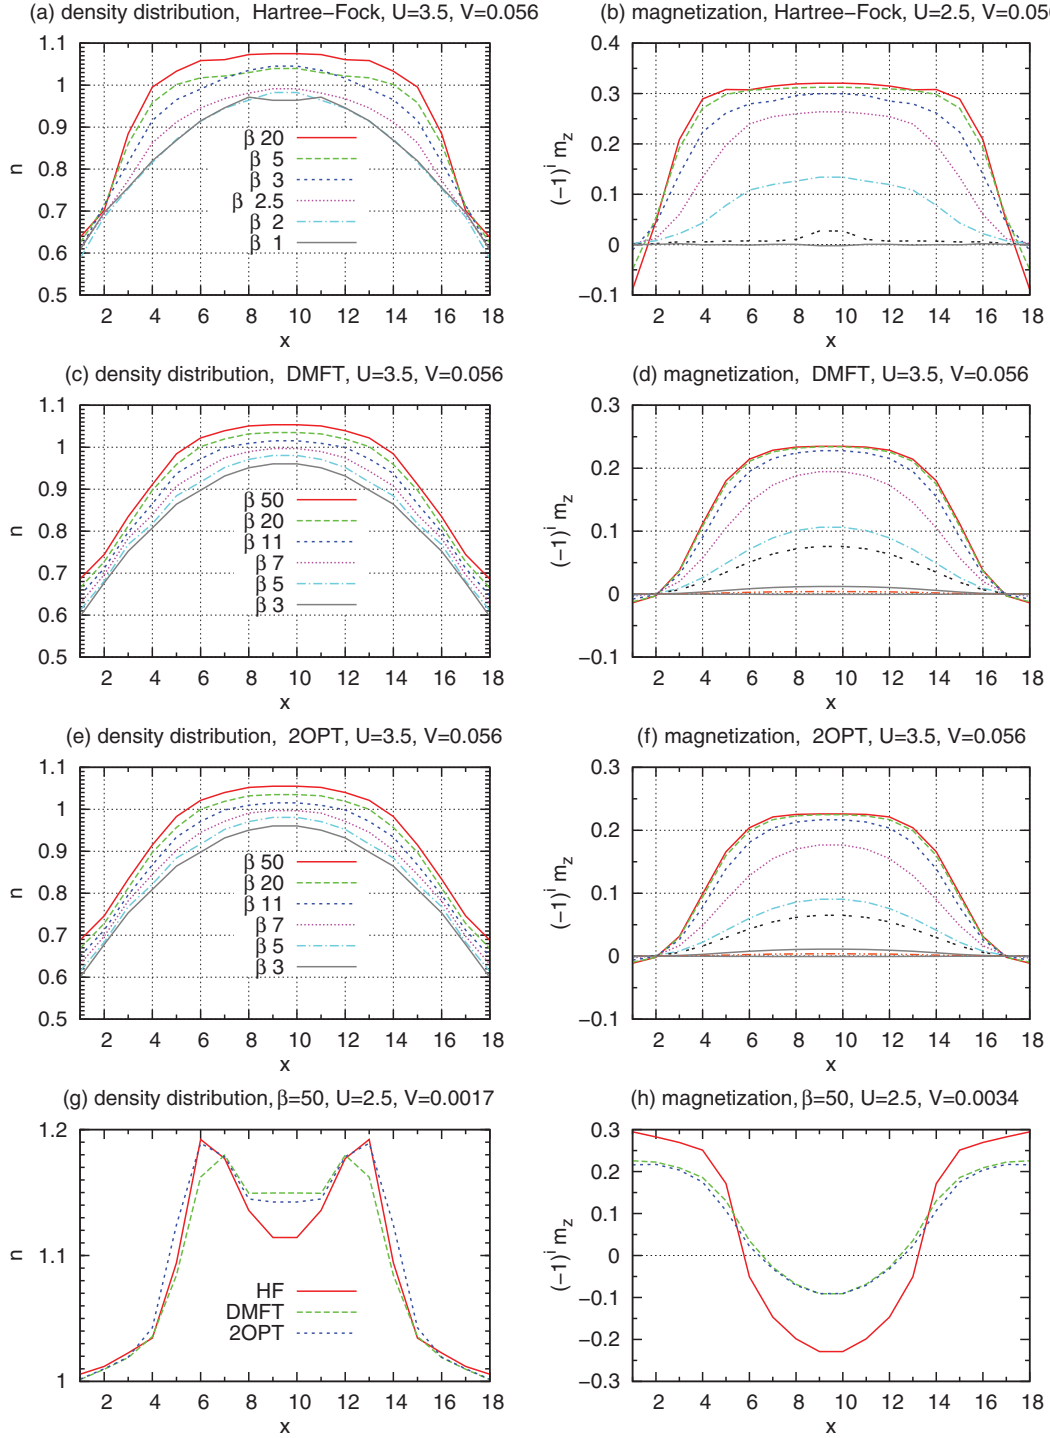 (a) density distribution,  Hartree−Fock, U=3.5, V=0.056
1.1
1
0.9
0.8
0.7
0.6
0.5
n
β 20
β 5
β 3
β 2.5
β 2
β 1
2 4 6 8 10 12 14 16 18
x
(b) magnetization, Hartree−Fock, U=2.5, V=0.05
0.4
0.3
0.2
0.1
0
−0.1
(−1)^i m_z
2 4 6 8 10 12 14 16 18
x
(c) density distribution,  DMFT, U=3.5, V=0.056
1.1
1
0.9
0.8
0.7
0.6
0.5
n
β 50
β 20
β 11
β 7
β 5
β 3
2 4 6 8 10 12 14 16 18
x
(d) magnetization,  DMFT, U=3.5, V=0.056
0.3
0.2
0.1
0
−0.1
(−1)^i m_z
2 4 6 8 10 12 14 16 18
x
(e) density distribution,  2OPT, U=3.5, V=0.056
1.1
1
0.9
0.8
0.7
0.6
0.5
n
β 50
β 20
β 11
β 7
β 5
β 3
2 4 6 8 10 12 14 16 18
x
(f) magnetization,  2OPT, U=3.5, V=0.056
0.3
0.2
0.1
0
−0.1
(−1)^i m_z
2 4 6 8 10 12 14 16 18
x
(g) density distribution, β=50, U=2.5, V=0.0017
1.2
1.1
1
n
HF
DMFT
2OPT
2 4 6 8 10 12 14 16 18
x
(h) magnetization, β=50, U=2.5, V=0.0034
0.3
0.2
0.1
0
−0.1
−0.2
−0.3
(−1)^i m_z
2 4 6 8 10 12 14 16 18
x